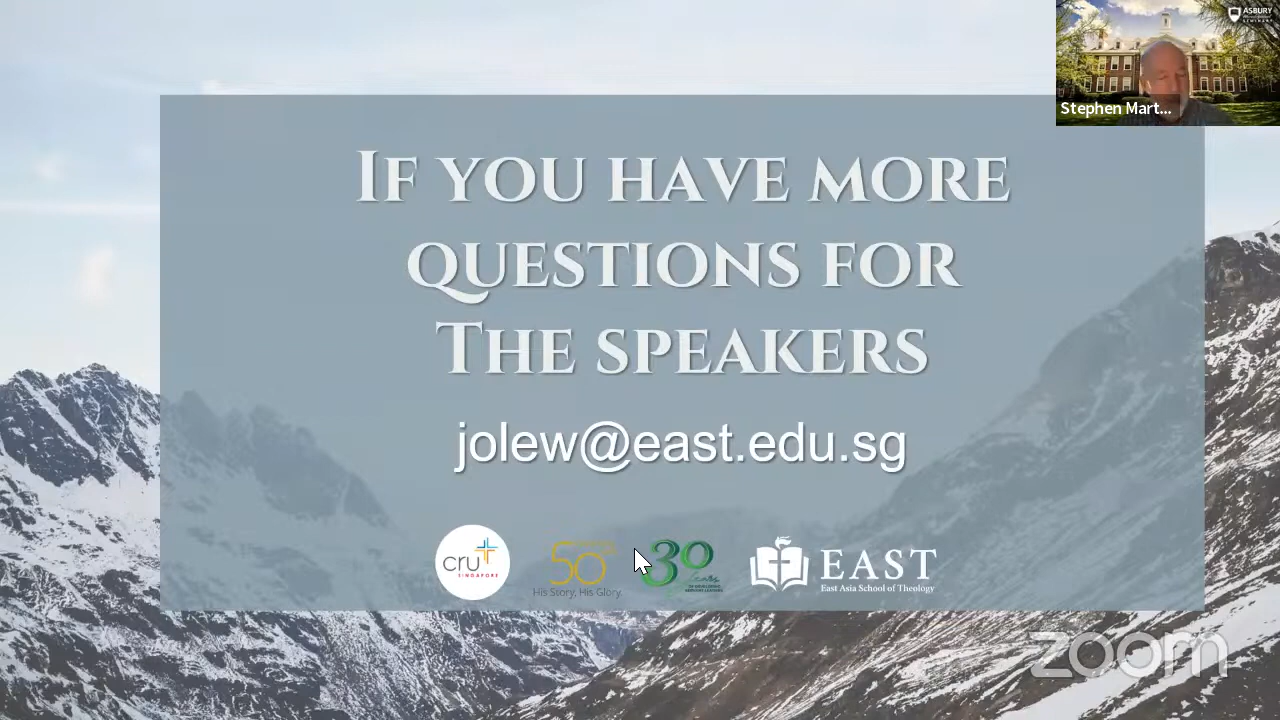 ASBURY
SEMINARY
Stephen Mart...
IF YOU HAVE MORE
QUESTIONS FOR
THE SPEAKERS
jolew@east.edu.sg
cru
SINGAPORE
50
His Story, His Glory.
30
EAST
East Asia School of Theology
zoom